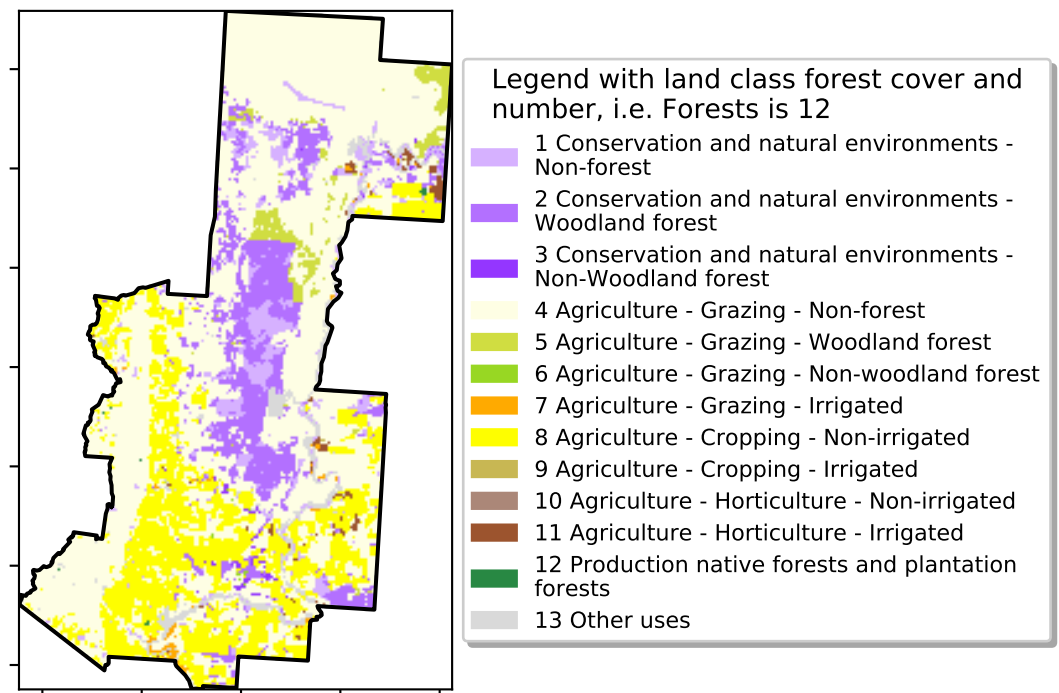 Legend with land class forest cover and
number, i.e. Forests is 12
1 Conservation and natural environments -
Non-forest
2 Conservation and natural environments -
Woodland forest
3 Conservation and natural environments -
Non-Woodland forest
4 Agriculture - Grazing - Non-forest
5 Agriculture - Grazing - Woodland forest
6 Agriculture - Grazing - Non-woodland forest
7 Agriculture - Grazing - Irrigated
8 Agriculture - Cropping - Non-irrigated
9 Agriculture - Cropping - Irrigated
10 Agriculture - Horticulture - Non-irrigated
11 Agriculture - Horticulture - Irrigated
12 Production native forests and plantation
forests
13 Other uses